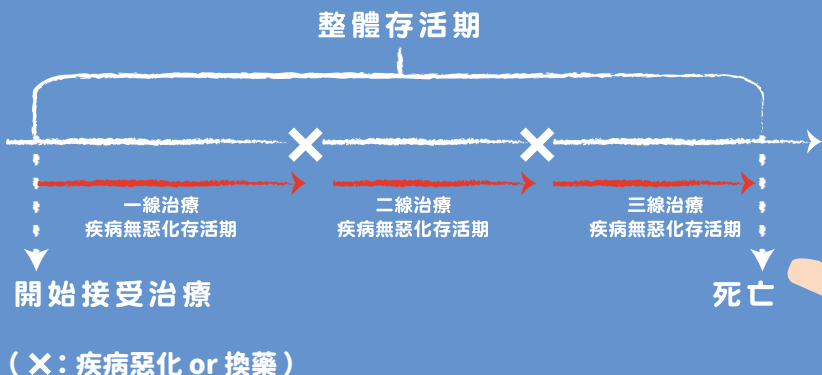 整體存活期
一線治療
疾病無惡化存活期
二線治療
疾病無惡化存活期
三線治療
疾病無惡化存活期
開始接受治療
死亡
( ×：疾病惡化 or 換藥 )